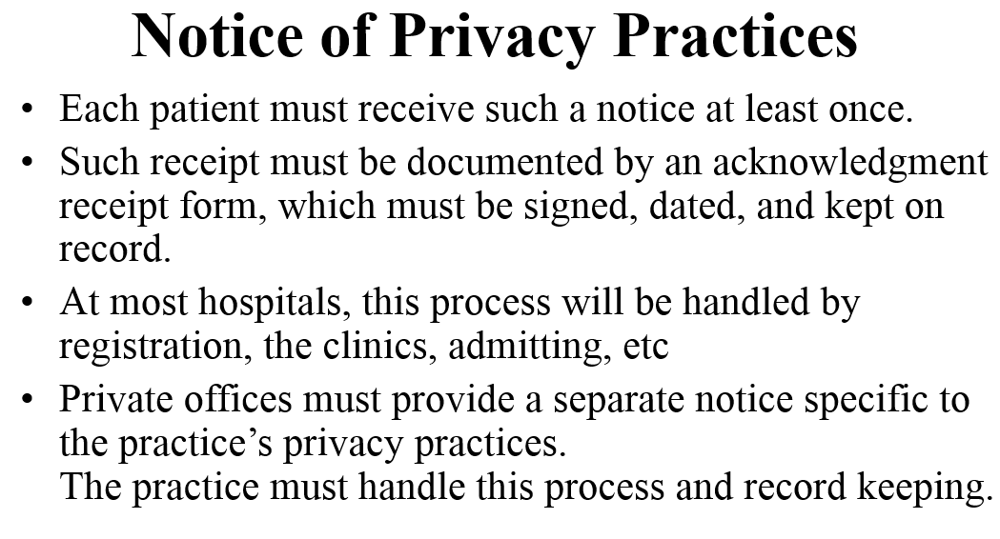 Notice of Privacy Practices
• Each patient must receive such a notice at least once.
• Such receipt must be documented by an acknowledgment
receipt form, which must be signed, dated, and kept on
record.
• At most hospitals, this process will be handled by
registration, the clinics, admitting, etc
• Private offices must provide a separate notice specific to
the practice’s privacy practices.
The practice must handle this process and record keeping.